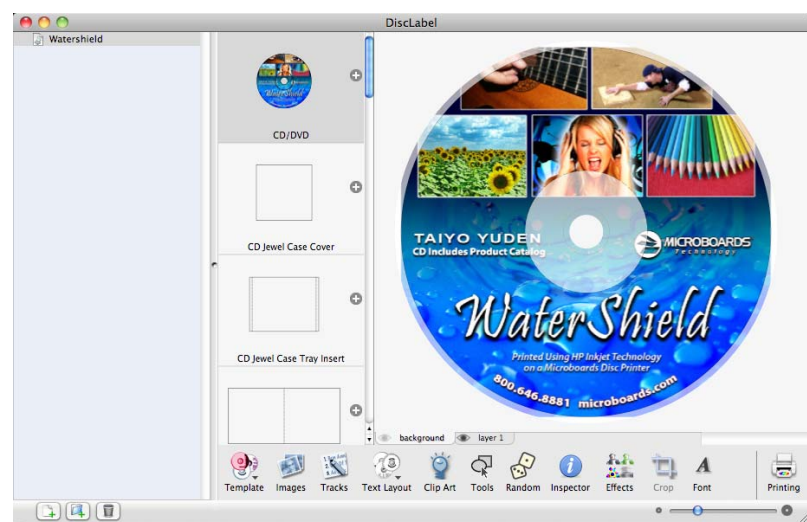 DiscLabel
Watershield
CD/DVD
CD Jewel Case Cover
CD Jewel Case Tray Insert
TAIYO YUDEN
CD Includes Product Catalog
MICROBOARDS
Technology
WaterShield
Printed Using HP Inkjet Technology
on a Microboards Disc Printer
800.646.8881 microboards.com
background layer 1
Template Images Tracks Text Layout Clip Art Tools Random Inspector Effects Crop Font Printing